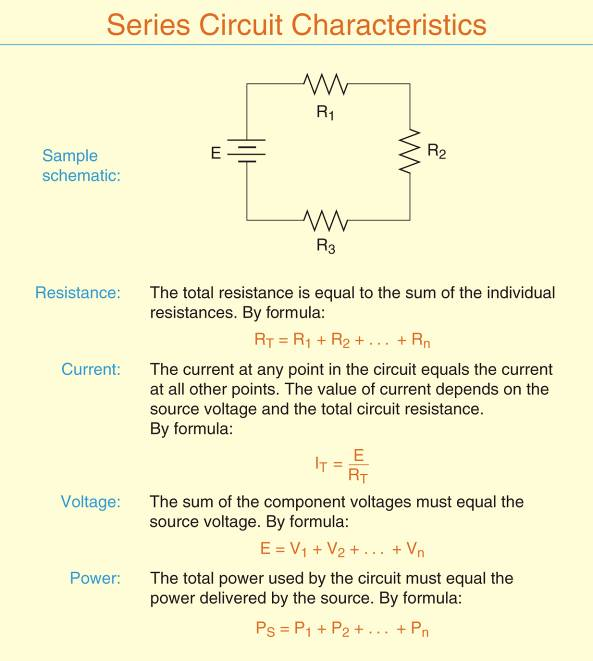 Series Circuit Characteristics
R1
E
R2
Sample
schematic:
R3
Resistance:
The total resistance is equal to the sum of the individual
resistances. By formula:
RT = R1 + R2 + . . . + Rn
Current:
The current at any point in the circuit equals the current
at all other points. The value of current depends on the
source voltage and the total circuit resistance.
By formula:
IT = E
RT
Voltage:
The sum of the component voltages must equal the
source voltage. By formula:
E = V1 + V2 + . . . + Vn
Power:
The total power used by the circuit must equal the
power delivered by the source. By formula:
PS = P1 + P2 + . . . + Pn